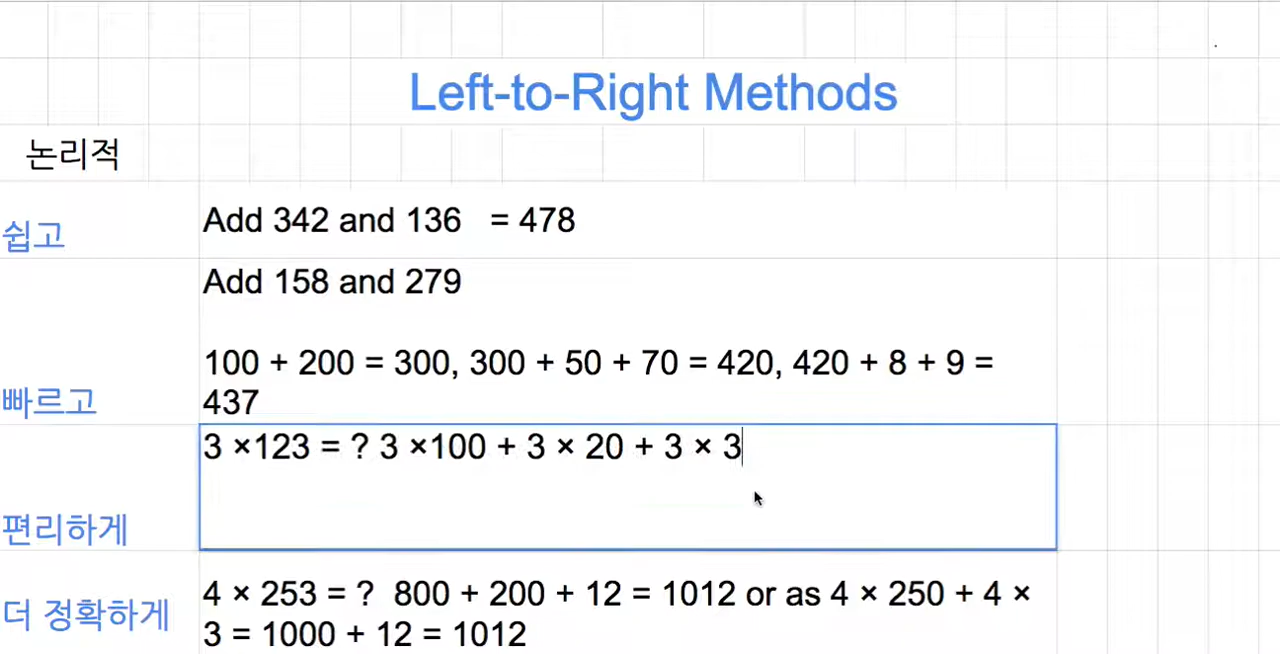 Left-to-Right Methods
논리적
쉽고
Add 342 and 136 = 478
Add 158 and 279
100 + 200 = 300, 300 + 50 + 70 = 420, 420 + 8 + 9 =
437
빠르고
3 ×123 = ? 3 ×100 + 3 × 20 + 3 × 3
편리하게
4 × 253 = ? 800 + 200 + 12 = 1012 or as 4 × 250 + 4 ×
3 = 1000 + 12 = 1012
더 정확하게